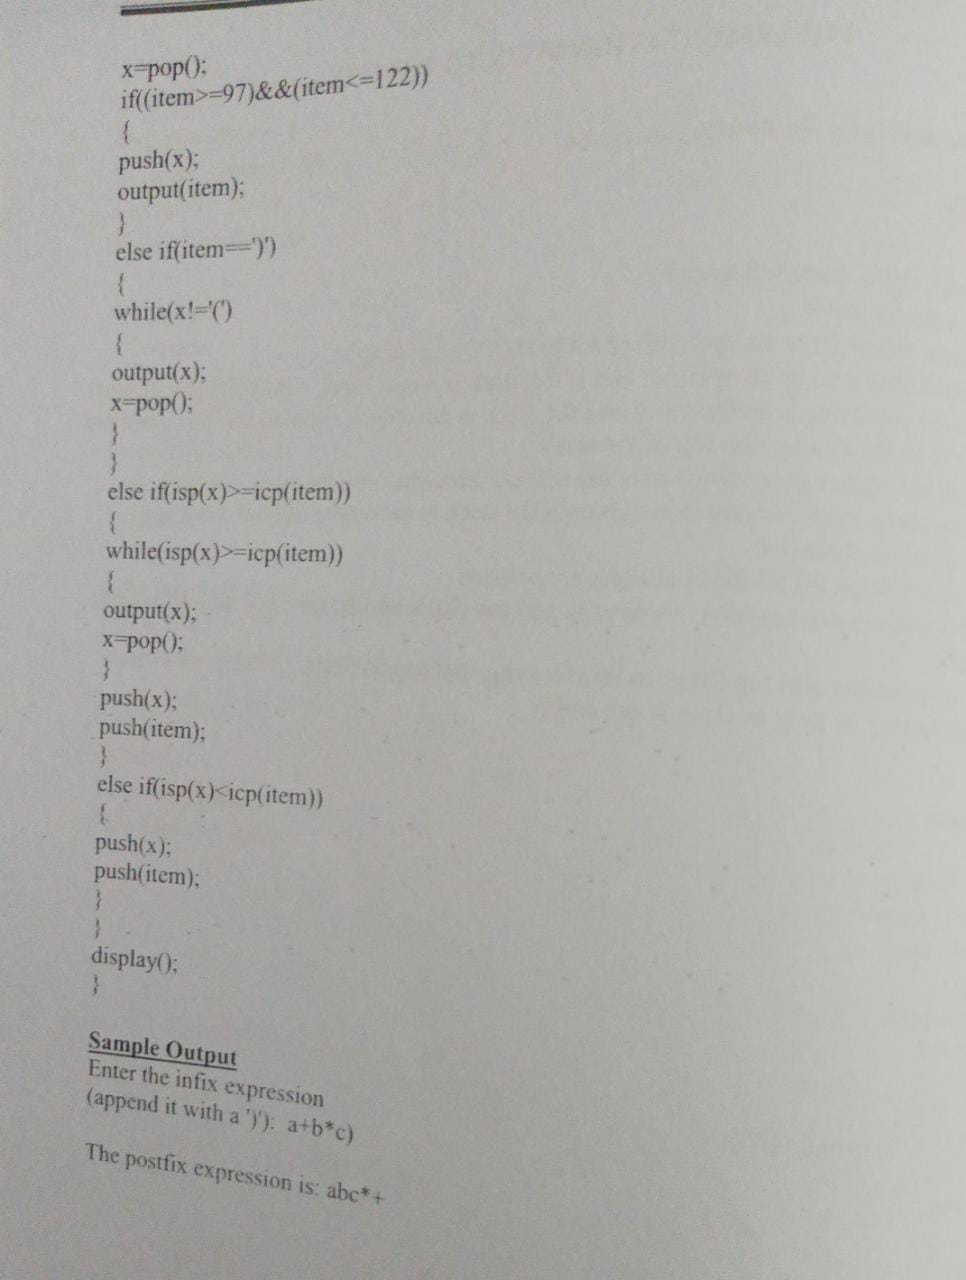 x=pop();
if((item>=97)&&(item<=122))
{
push(x);
output(item);
}
else if(item==')')
{
while(x!='(')
{
output(x);
x=pop();
}
}
else if(isp(x)>=icp(item))
{
while(isp(x)>=icp(item))
{
output(x);
x=pop();
}
push(x);
push(item);
}
else if(isp(x)<icp(item))
{
push(x);
push(item);
}
}
display();
}
Sample Output
Enter the infix expression
(append it with a ')'): a+b*c)
The postfix expression is: abc*+